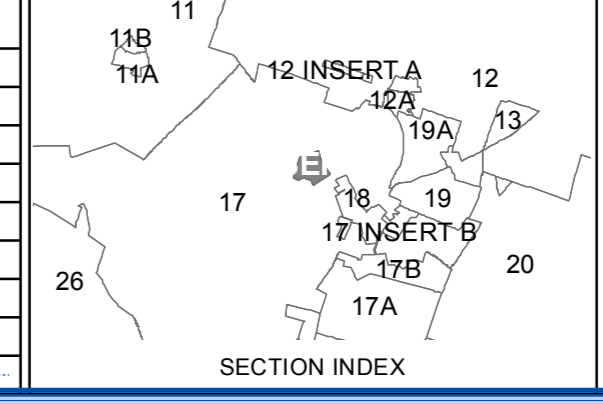 11
11B
11A
12 INSERT A
12
12A
19A
13
17
18
19
17 INSERT B
17B
20
26
17A
SECTION INDEX